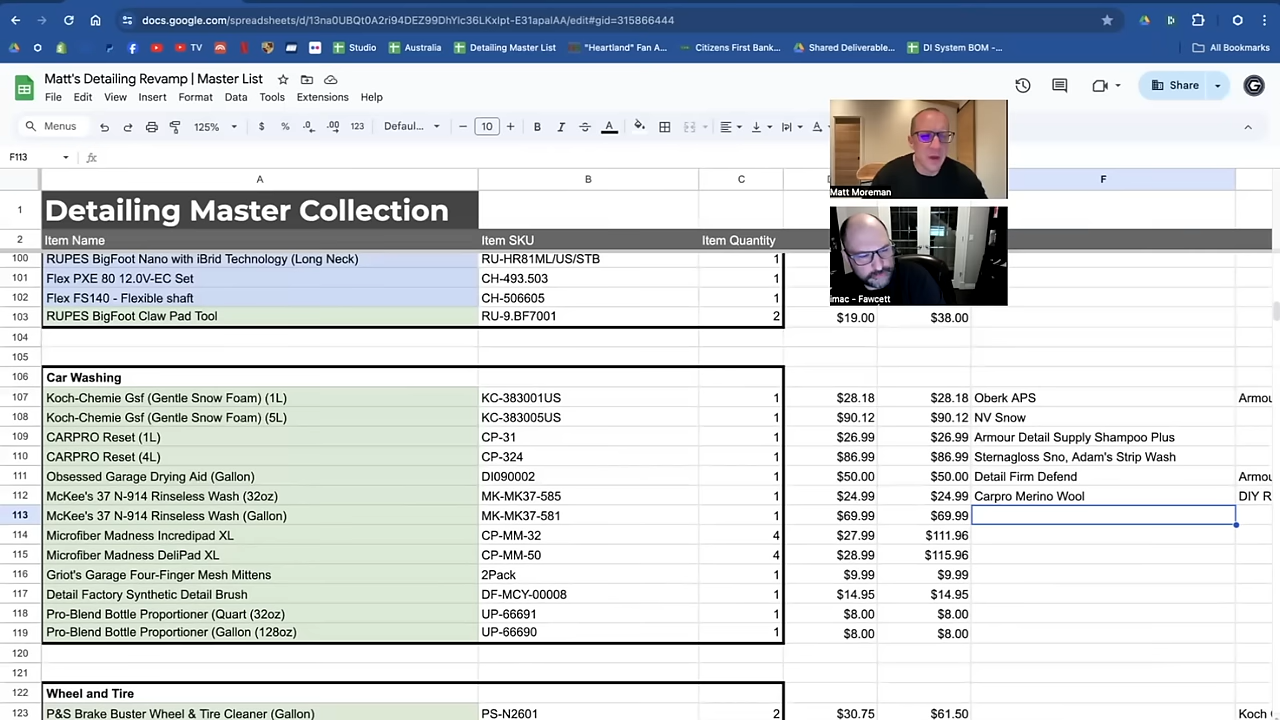 docs.google.com/spreadsheets/d/13na0UBQt0A2ri94DEZ99DhYlc36LKxlpt-E31apalAA/edit#gid=315866444
TV Studio Australia Detailing Master List "Heartland" Fan A... Citizens First Bank... Shared Deliverable... DI System BOM -... All Bookmarks
Matt's Detailing Revamp | Master List
File Edit View Insert Format Data Tools Extensions Help
Share
Menus 125% $ % .0 .00 123 Defaul... 10 B I A
F113 fx
A B C F
1 Detailing Master Collection
2 Item Name Item SKU Item Quantity
100 RUPES BigFoot Nano with iBrid Technology (Long Neck) RU-HR81ML/US/STB 1
101 Flex PXE 80 12.0V-EC Set CH-493.503 1
102 Flex FS140 - Flexible shaft CH-506605 1
103 RUPES BigFoot Claw Pad Tool RU-9.BF7001 2 $19.00 $38.00
104
105
106 Car Washing
107 Koch-Chemie Gsf (Gentle Snow Foam) (1L) KC-383001US 1 $28.18 $28.18 Oberk APS Armou
108 Koch-Chemie Gsf (Gentle Snow Foam) (5L) KC-383005US 1 $90.12 $90.12 NV Snow
109 CARPRO Reset (1L) CP-31 1 $26.99 $26.99 Armour Detail Supply Shampoo Plus
110 CARPRO Reset (4L) CP-324 1 $86.99 $86.99 Sternagloss Sno, Adam's Strip Wash
111 Obsessed Garage Drying Aid (Gallon) DI090002 1 $50.00 $50.00 Detail Firm Defend Armou
112 McKee's 37 N-914 Rinseless Wash (32oz) MK-MK37-585 1 $24.99 $24.99 Carpro Merino Wool DIY R
113 McKee's 37 N-914 Rinseless Wash (Gallon) MK-MK37-581 1 $69.99 $69.99
114 Microfiber Madness Incredipad XL CP-MM-32 4 $27.99 $111.96
115 Microfiber Madness DeliPad XL CP-MM-50 4 $28.99 $115.96
116 Griot's Garage Four-Finger Mesh Mittens 2Pack 1 $9.99 $9.99
117 Detail Factory Synthetic Detail Brush DF-MCY-00008 1 $14.95 $14.95
118 Pro-Blend Bottle Proportioner (Quart (32oz) UP-66691 1 $8.00 $8.00
119 Pro-Blend Bottle Proportioner (Gallon (128oz) UP-66690 1 $8.00 $8.00
120
121
122 Wheel and Tire
123 P&S Brake Buster Wheel & Tire Cleaner (Gallon) PS-N2601 2 $30.75 $61.50 Koch
Matt Moreman
imac - Fawcett